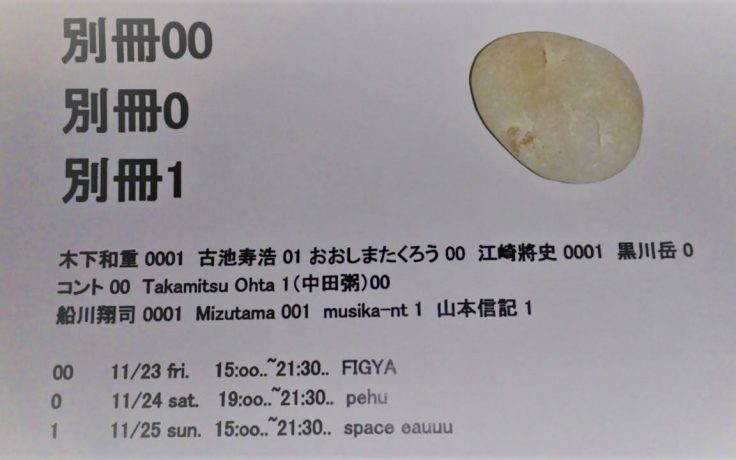 別冊00
別冊0
別冊1
木下和重 0001 古池寿浩 01 おおしまたくろう 00 江崎將史 0001 黒川岳 0
コント 00 Takamitsu Ohta 1（中田粥）00
船川翔司 0001 Mizutama 001 musika-nt 1 山本信記 1
00 11/23 fri. 15:oo..~21:30.. FIGYA
0 11/24 sat. 19:oo..~21:30.. pehu
1 11/25 sun. 15:oo..~21:30.. space eauuu